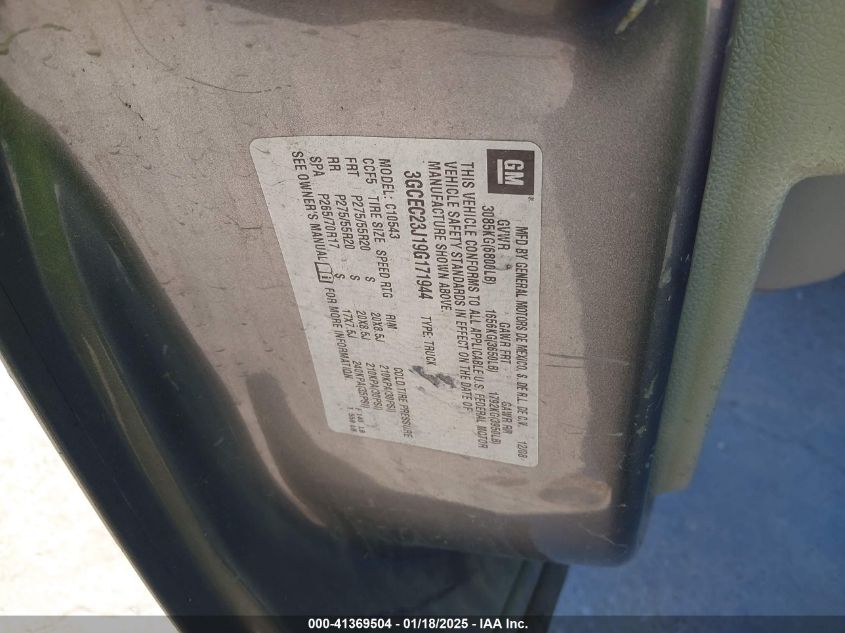 GM
MFD BY GENERAL MOTORS DE MEXICO, S. DE R.L. DE C.V. 12/08
GVWR GAWR FRT GAWR RR
3085KG(6800LB) 1656KG(3650LB) 1792KG(3950LB)
THIS VEHICLE CONFORMS TO ALL APPLICABLE U.S. FEDERAL MOTOR
VEHICLE SAFETY STANDARDS IN EFFECT ON THE DATE OF
MANUFACTURE SHOWN ABOVE.
3GCEC23J19G171944 TYPE: TRUCK
MODEL: C10543
CCF5 TIRE SIZE SPEED RTG RIM COLD TIRE PRESSURE
FRT P275/55R20 S 20X8.5J 210KPA(30PSI)
RR P275/55R20 S 20X8.5J 210KPA(30PSI)
SPA P265/70R17 S 17X7.5J 240KPA(35PSI)
SEE OWNER'S MANUAL FOR MORE INFORMATION
000-41369504 / 01/18/2025 - IAA Inc.